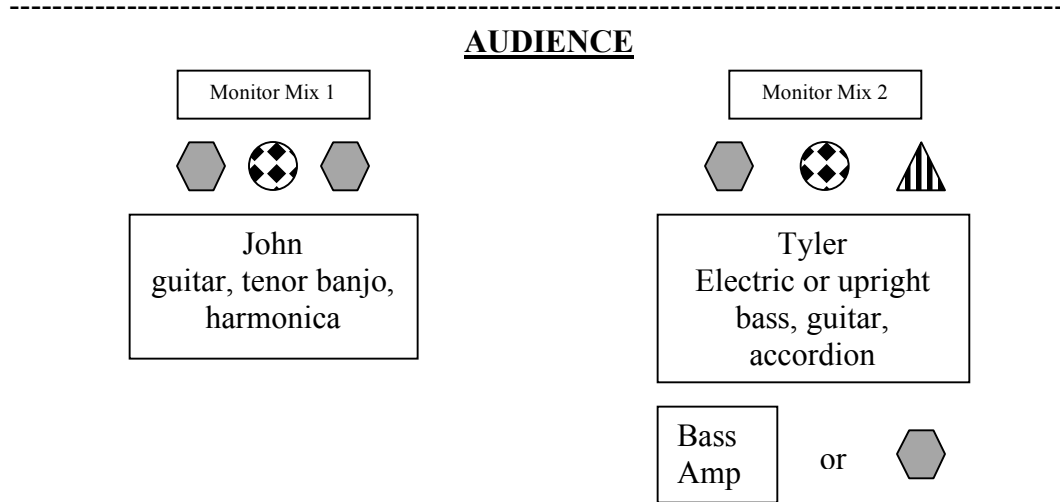 AUDIENCE
Monitor Mix 1
Monitor Mix 2
John
guitar, tenor banjo,
harmonica
Tyler
Electric or upright
bass, guitar,
accordion
Bass
Amp
or